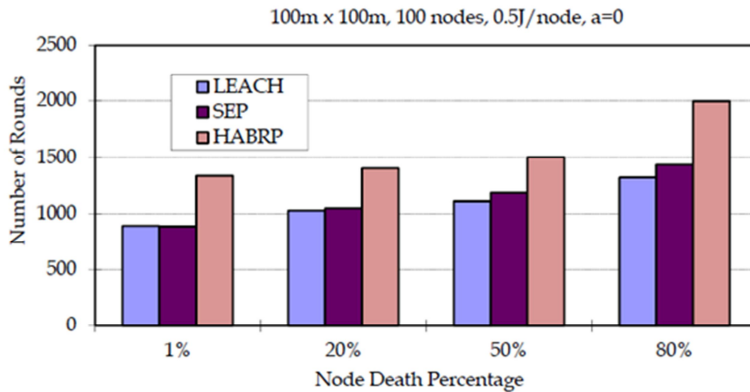 100m x 100m, 100 nodes, 0.5J/node, a=0
2500
2000
1500
1000
500
0
Number of Rounds
LEACH
SEP
HABRP
1% 20% 50% 80%
Node Death Percentage